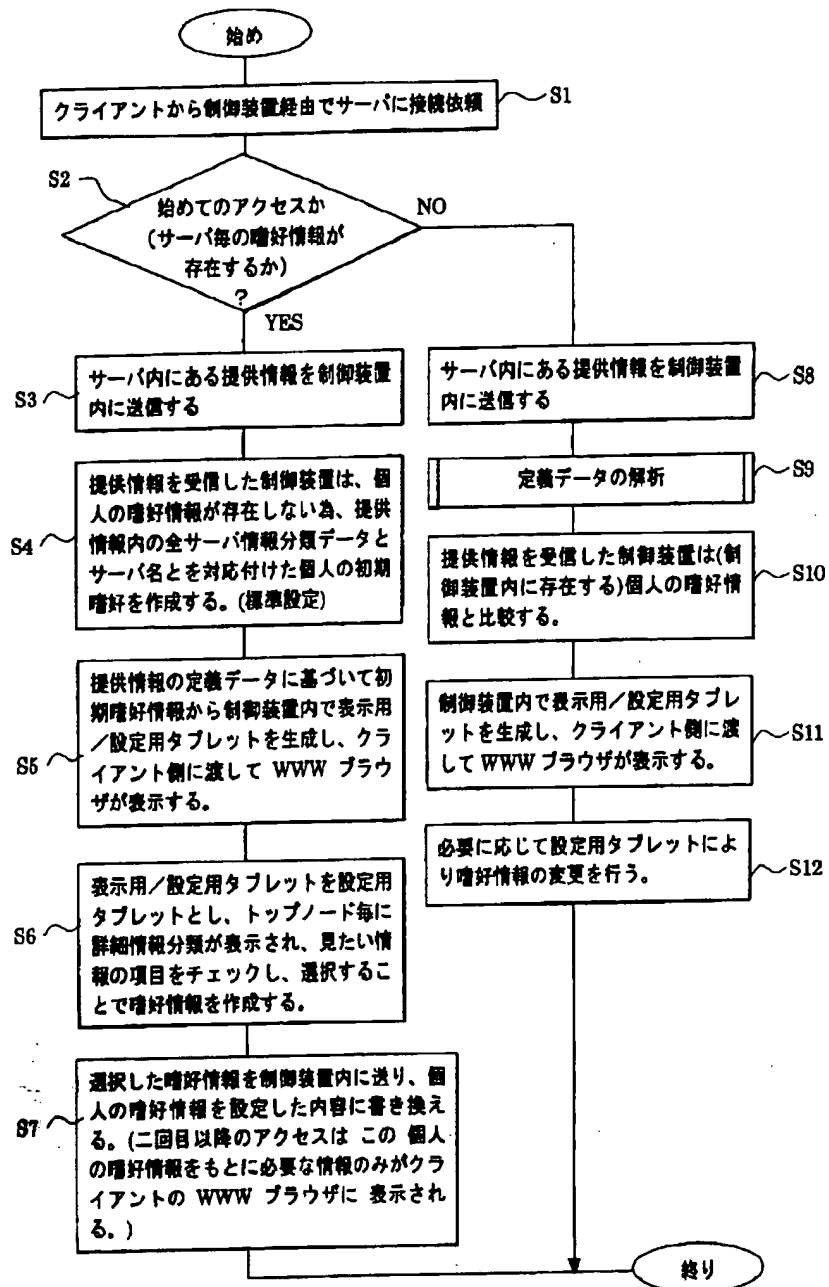 始め
クライアントから制御装置経由でサーバに接続依頼
S1
S2
始めてのアクセスか
(サーバ毎の嗜好情報が
存在するか)
?
NO
YES
S3
サーバ内にある提供情報を制御装置
内に送信する
S4
提供情報を受信した制御装置は、個
人の嗜好情報が存在しない為、提供
情報内の全サーバ情報分類データと
サーバ名とを対応付けた個人の初期
嗜好を作成する。(標準設定)
S5
提供情報の定義データに基づいて初
期嗜好情報から制御装置内で表示用
/設定用タブレットを生成し、クラ
イアント側に渡して WWW ブラウ
ザが表示する。
S6
表示用/設定用タブレットを設定用
タブレットとし、トップノード毎に
詳細情報分類が表示され、見たい情
報の項目をチェックし、選択するこ
とで嗜好情報を作成する。
S7
選択した嗜好情報を制御装置内に送り、個
人の嗜好情報を設定した内容に書き換え
る。(二回目以降のアクセスは この 個人
の嗜好情報をもとに必要な情報のみがクラ
イアントの WWW ブラウザに 表示され
る。)
サーバ内にある提供情報を制御装置
内に送信する
S8
定義データの解析
S9
提供情報を受信した制御装置は(制
御装置内に存在する)個人の嗜好情
報と比較する。
S10
制御装置内で表示用/設定用タブレ
ットを生成し、クライアント側に渡
して WWW ブラウザが表示する。
S11
必要に応じて設定用タブレットによ
り嗜好情報の変更を行う。
S12
終り